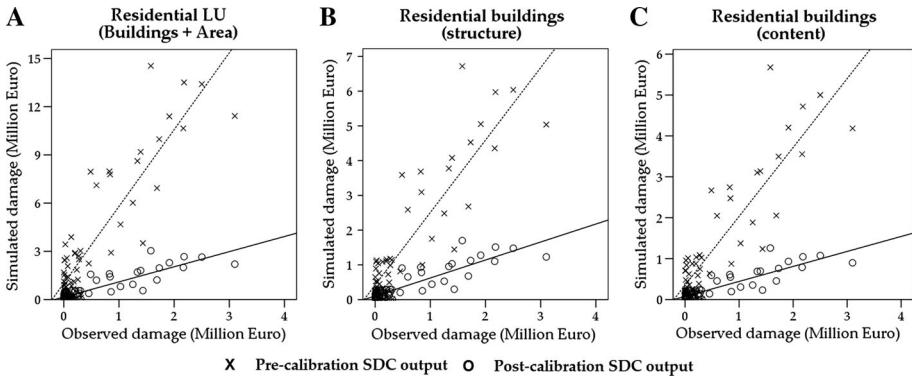 A
Residential LU
(Buildings + Area)
Simulated damage (Million Euro)
15
12
9
6
3
0
0 1 2 3 4
Observed damage (Million Euro)
B
Residential buildings
(structure)
Simulated damage (Million Euro)
7
6
5
4
3
2
1
0
0 1 2 3 4
Observed damage (Million Euro)
C
Residential buildings
(content)
Simulated damage (Million Euro)
6
5
4
3
2
1
0
0 1 2 3 4
Observed damage (Million Euro)
X Pre-calibration SDC output O Post-calibration SDC output